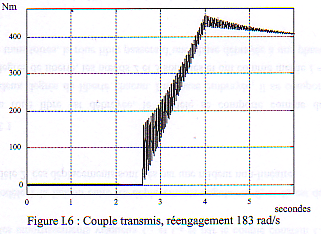 Nm
400
300
200
100
0
0 1 2 3 4 5
secondes
Figure L6 : Couple transmis, réengagement 183 rad/s